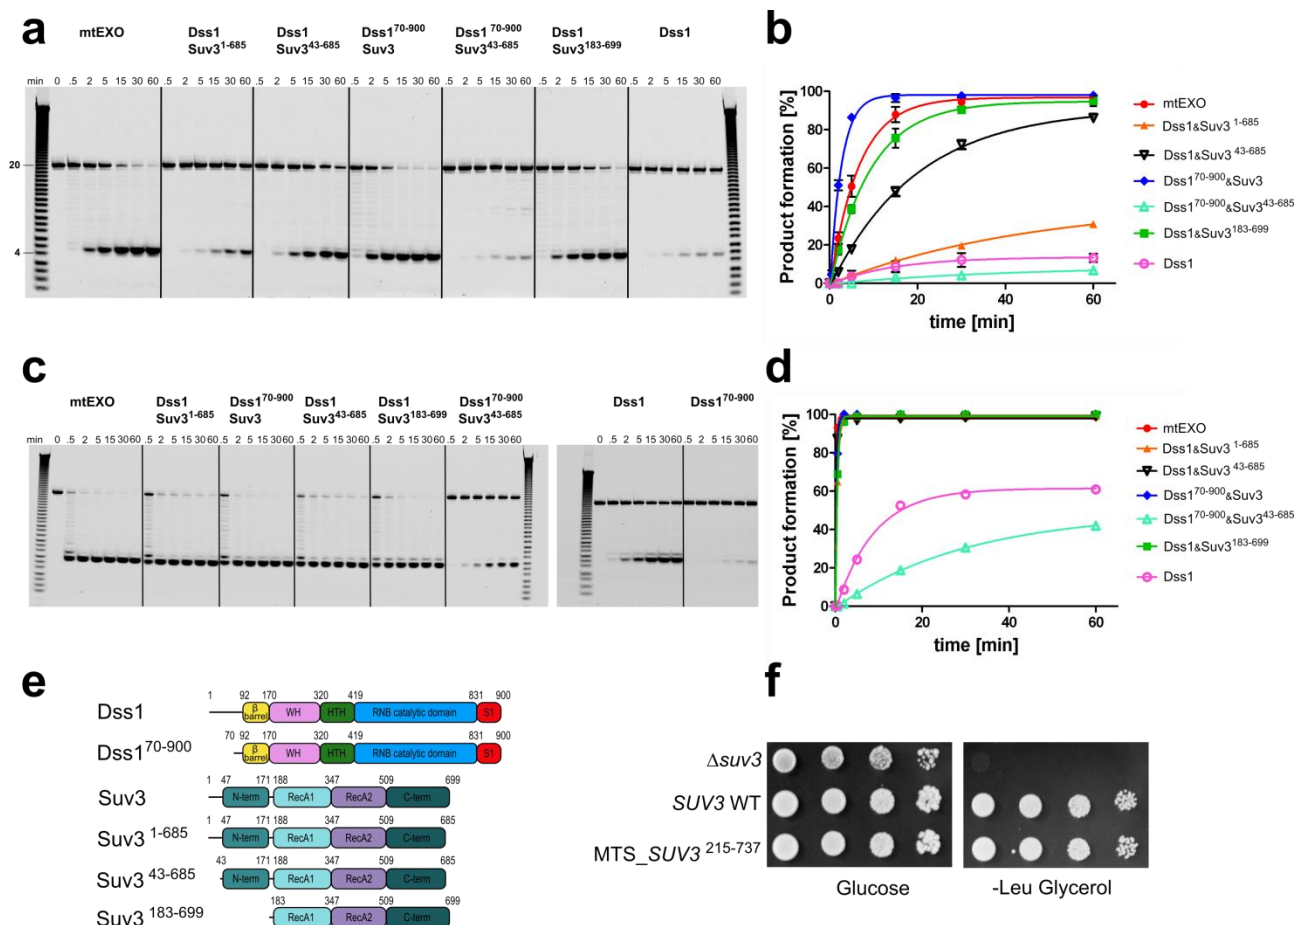 a
mtEXO Dss1 Dss1 Dss1⁷⁰⁻⁹⁰⁰ Dss1⁷⁰⁻⁹⁰⁰ Dss1 Dss1
Suv3¹⁻⁶⁸⁵ Suv3⁴³⁻⁶⁸⁵ Suv3 Suv3⁴³⁻⁶⁸⁵ Suv3¹⁸³⁻⁶⁹⁹
min 0 .5 2 5 15 30 60 .5 2 5 15 30 60 .5 2 5 15 30 60 .5 2 5 15 30 60 .5 2 5 15 30 60 .5 2 5 15 30 60 .5 2 5 15 30 60
20
4
b
Product formation [%]
100
80
60
40
20
0
0 20 40 60
time [min]
mtEXO
Dss1&Suv3 ¹⁻⁶⁸⁵
Dss1&Suv3 ⁴³⁻⁶⁸⁵
Dss1⁷⁰⁻⁹⁰⁰&Suv3
Dss1⁷⁰⁻⁹⁰⁰&Suv3⁴³⁻⁶⁸⁵
Dss1&Suv3¹⁸³⁻⁶⁹⁹
Dss1
c
mtEXO Dss1 Dss1⁷⁰⁻⁹⁰⁰ Dss1 Dss1 Dss1⁷⁰⁻⁹⁰⁰ Dss1 Dss1⁷⁰⁻⁹⁰⁰
Suv3¹⁻⁶⁸⁵ Suv3 Suv3⁴³⁻⁶⁸⁵ Suv3¹⁸³⁻⁶⁹⁹ Suv3⁴³⁻⁶⁸⁵
min 0 .5 2 5 15 30 60 .5 2 5 15 30 60 .5 2 5 15 30 60 .5 2 5 15 30 60 .5 2 5 15 30 60 .5 2 5 15 30 60 0 .5 2 5 15 30 60 .5 2 5 15 30 60
d
Product formation [%]
100
80
60
40
20
0
0 20 40 60
time [min]
mtEXO
Dss1&Suv3 ¹⁻⁶⁸⁵
Dss1&Suv3 ⁴³⁻⁶⁸⁵
Dss1⁷⁰⁻⁹⁰⁰&Suv3
Dss1⁷⁰⁻⁹⁰⁰&Suv3⁴³⁻⁶⁸⁵
Dss1&Suv3¹⁸³⁻⁶⁹⁹
Dss1
e
1 92 170 320 419 831 900
Dss1 β barrel WH HTH RNB catalytic domain S1
70 92 170 320 419 831 900
Dss1⁷⁰⁻⁹⁰⁰ β barrel WH HTH RNB catalytic domain S1
1 47 171 188 347 509 699
Suv3 N-term RecA1 RecA2 C-term
1 47 171 188 347 509 685
Suv3 ¹⁻⁶⁸⁵ N-term RecA1 RecA2 C-term
43 171 188 347 509 685
Suv3 ⁴³⁻⁶⁸⁵ N-term RecA1 RecA2 C-term
183 347 509 699
Suv3 ¹⁸³⁻⁶⁹⁹ RecA1 RecA2 C-term
f
Δsuv3
SUV3 WT
MTS_SUV3 ²¹⁵⁻⁷³⁷
Glucose -Leu Glycerol